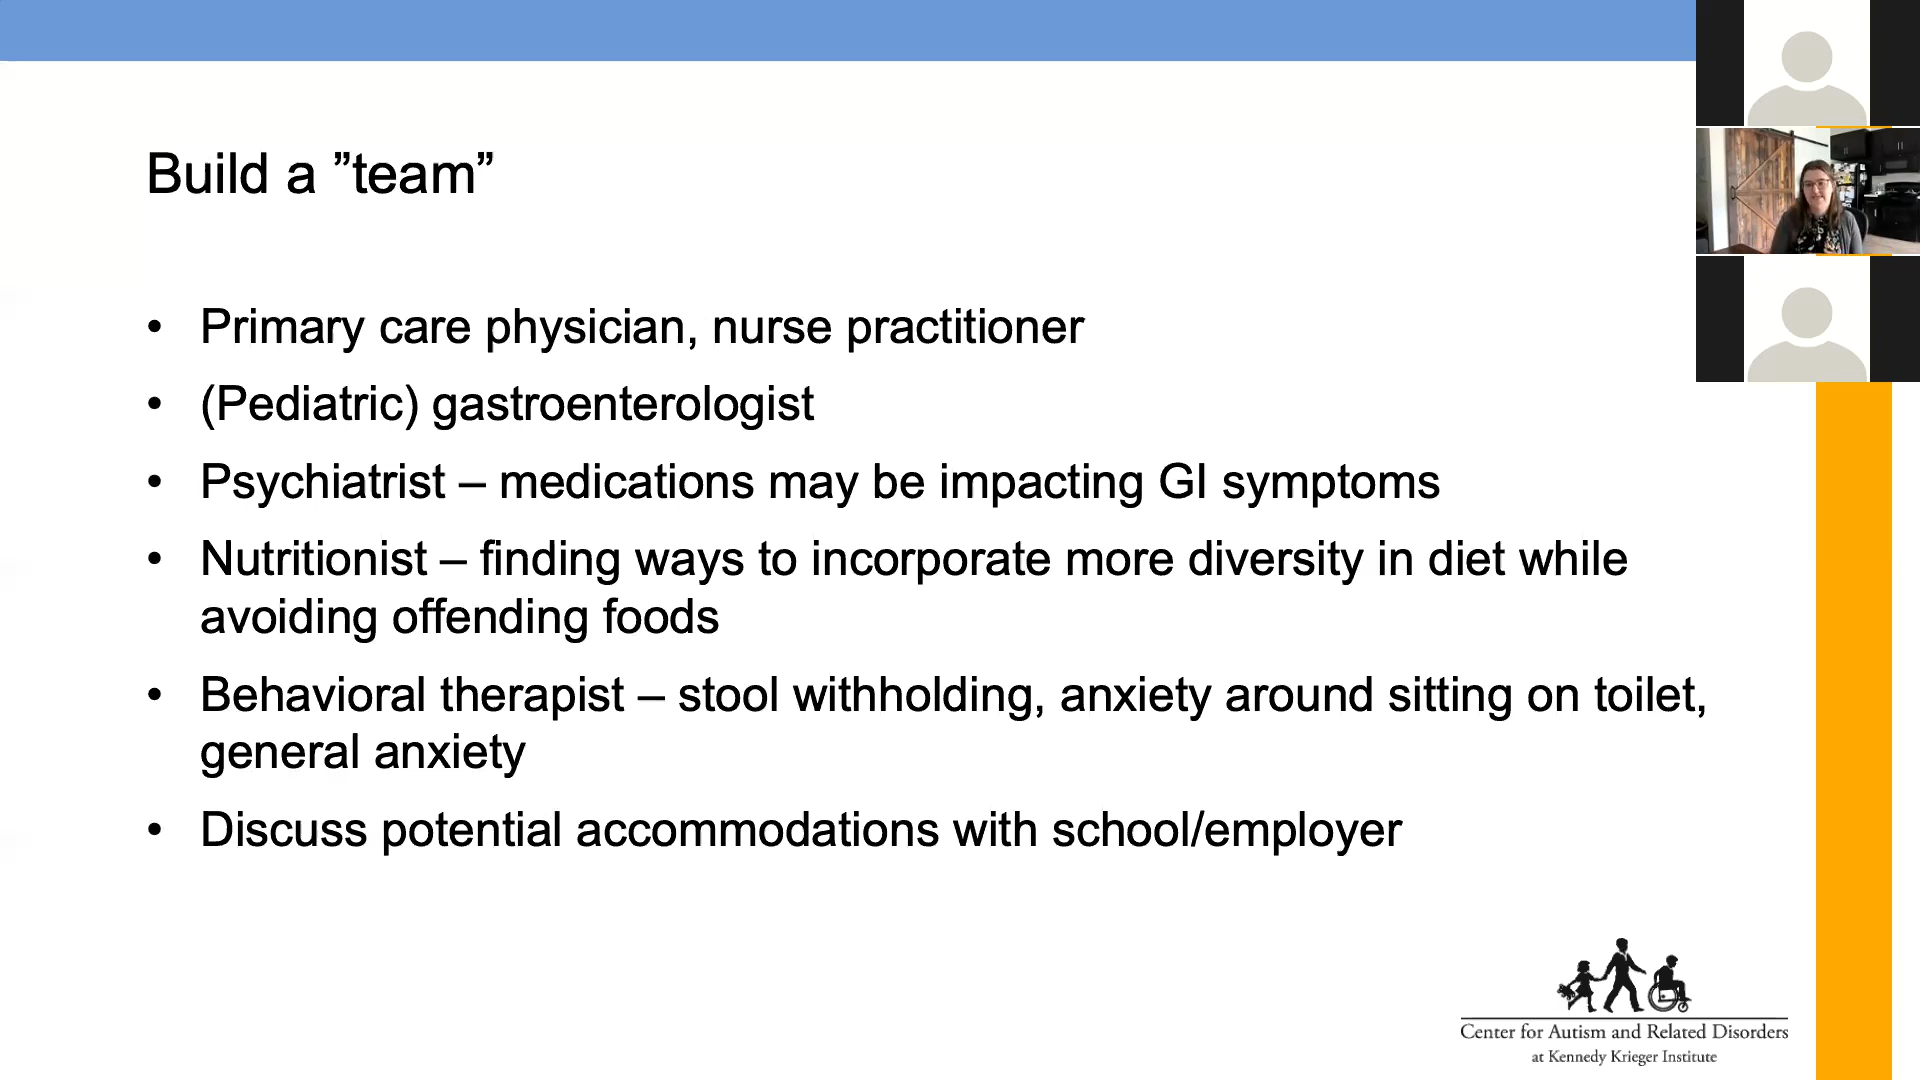 Build a ”team”
• Primary care physician, nurse practitioner
• (Pediatric) gastroenterologist
• Psychiatrist – medications may be impacting GI symptoms
• Nutritionist – finding ways to incorporate more diversity in diet while
avoiding offending foods
• Behavioral therapist – stool withholding, anxiety around sitting on toilet,
general anxiety
• Discuss potential accommodations with school/employer
Center for Autism and Related Disorders
at Kennedy Krieger Institute